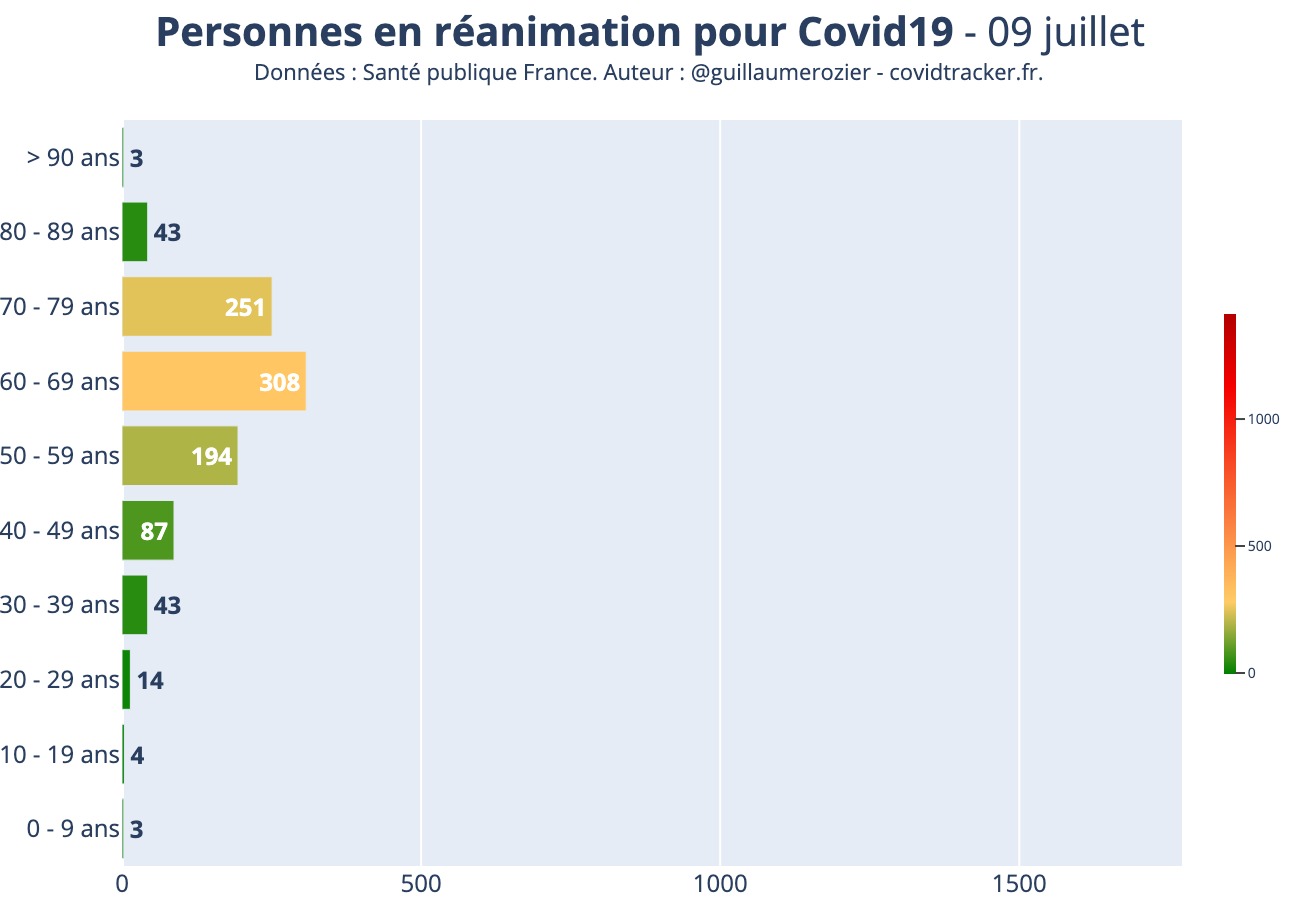 Personnes en réanimation pour Covid19 - 09 juillet
Données : Santé publique France. Auteur : @guillaumerozier - covidtracker.fr.
> 90 ans 3
80 - 89 ans 43
70 - 79 ans 251
60 - 69 ans 308
50 - 59 ans 194
40 - 49 ans 87
30 - 39 ans 43
20 - 29 ans 14
10 - 19 ans 4
0 - 9 ans 3
0 500 1000 1500
1000
500
0